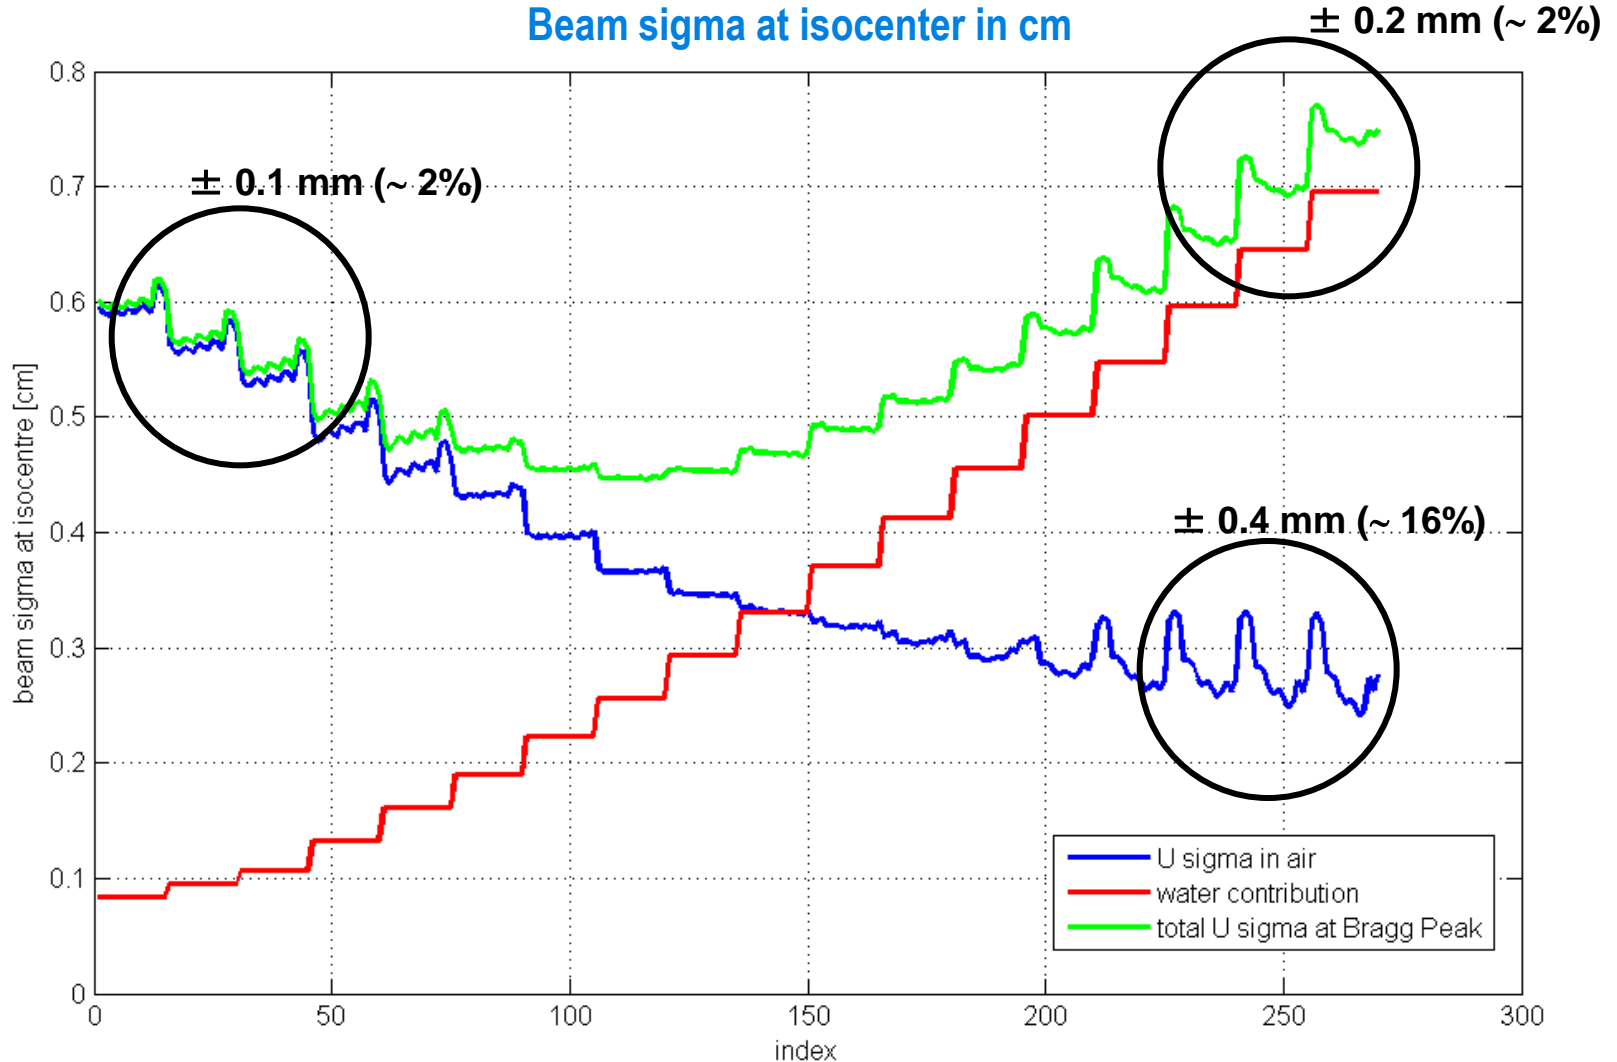 Beam sigma at isocenter in cm
± 0.2 mm (~ 2%)
± 0.1 mm (~ 2%)
± 0.4 mm (~ 16%)
beam sigma at isocentre [cm]
0.8
0.7
0.6
0.5
0.4
0.3
0.2
0.1
0
0 50 100 150 200 250 300
index
U sigma in air
water contribution
total U sigma at Bragg Peak